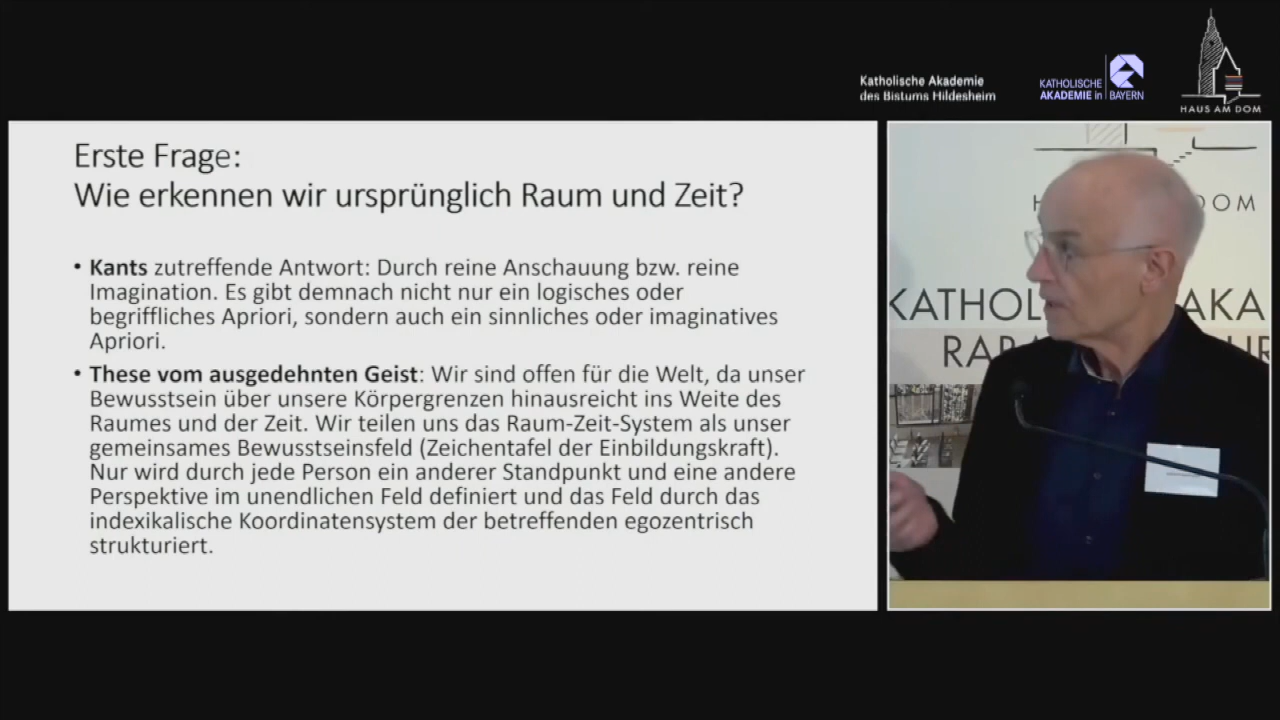 Katholische Akademie
des Bistums Hildesheim
KATHOLISCHE
AKADEMIE in BAYERN
HAUS AM DOM
Erste Frage:
Wie erkennen wir ursprünglich Raum und Zeit?
• Kants zutreffende Antwort: Durch reine Anschauung bzw. reine
Imagination. Es gibt demnach nicht nur ein logisches oder
begriffliches Apriori, sondern auch ein sinnliches oder imaginatives
Apriori.
• These vom ausgedehnten Geist: Wir sind offen für die Welt, da unser
Bewusstsein über unsere Körpergrenzen hinausreicht ins Weite des
Raumes und der Zeit. Wir teilen uns das Raum-Zeit-System als unser
gemeinsames Bewusstseinsfeld (Zeichentafel der Einbildungskraft).
Nur wird durch jede Person ein anderer Standpunkt und eine andere
Perspektive im unendlichen Feld definiert und das Feld durch das
indexikalische Koordinatensystem der betreffenden egozentrisch
strukturiert.
H DOM
KATHOL AKA
RABA UR